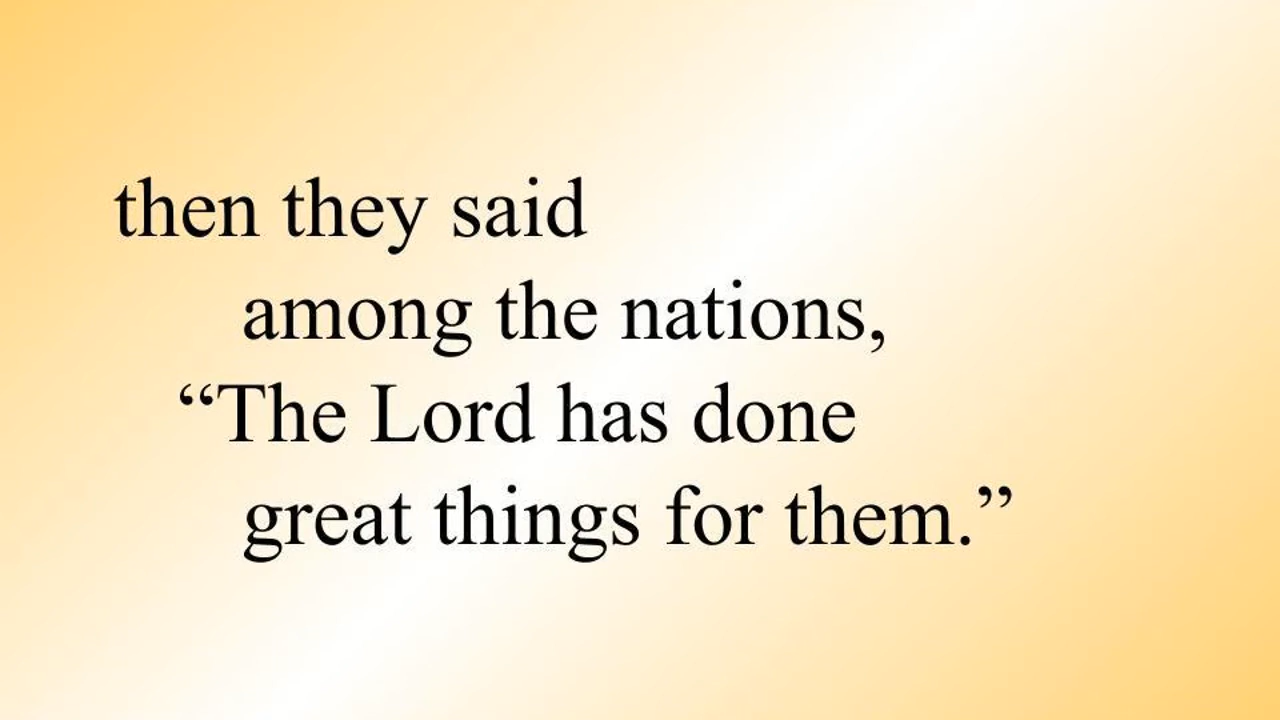 then they said
among the nations,
“The Lord has done
great things for them.”